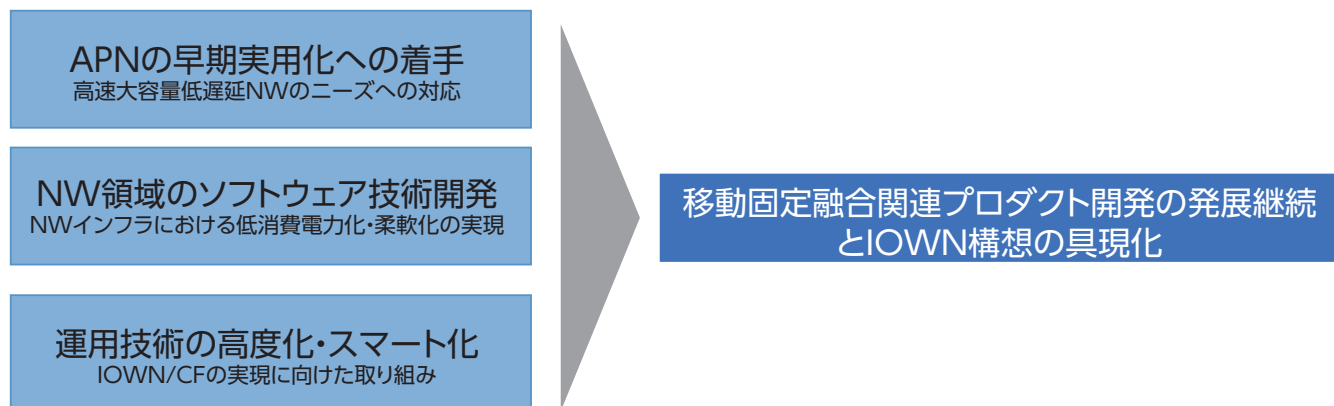 APNの早期実用化への着手
高速大容量低遅延NWのニーズへの対応
NW領域のソフトウェア技術開発
NWインフラにおける低消費電力化・柔軟化の実現
運用技術の高度化・スマート化
IOWN/CFの実現に向けた取り組み
移動固定融合関連プロダクト開発の発展継続
とIOWN構想の具現化